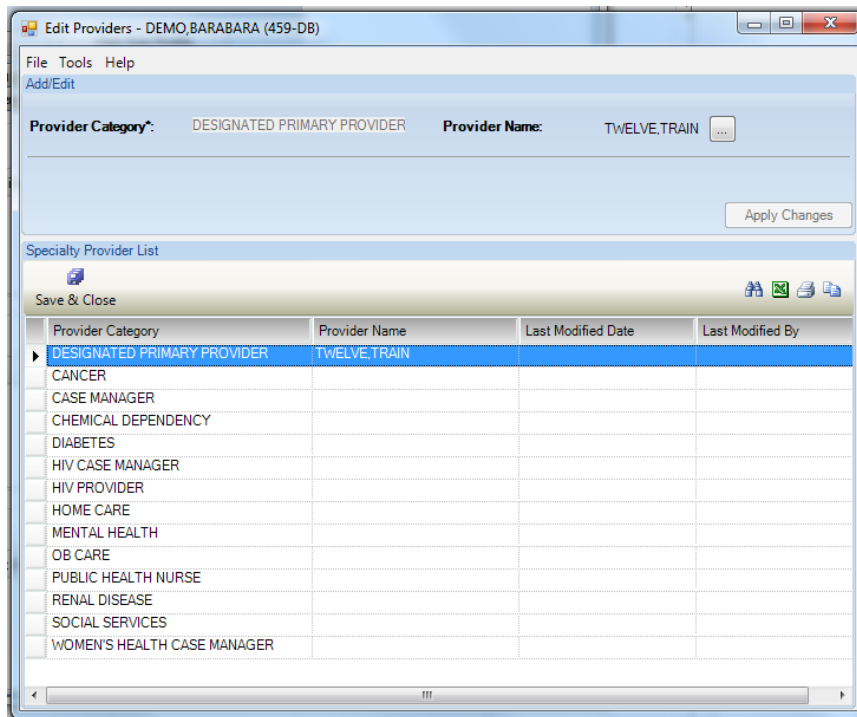 Edit Providers - DEMO,BARABARA (459-DB)
File Tools Help
Add/Edit
Provider Category*: DESIGNATED PRIMARY PROVIDER Provider Name: TWELVE,TRAIN ...
Apply Changes
Specialty Provider List
Save & Close
Provider Category Provider Name Last Modified Date Last Modified By
DESIGNATED PRIMARY PROVIDER TWELVE,TRAIN
CANCER
CASE MANAGER
CHEMICAL DEPENDENCY
DIABETES
HIV CASE MANAGER
HIV PROVIDER
HOME CARE
MENTAL HEALTH
OB CARE
PUBLIC HEALTH NURSE
RENAL DISEASE
SOCIAL SERVICES
WOMEN'S HEALTH CASE MANAGER